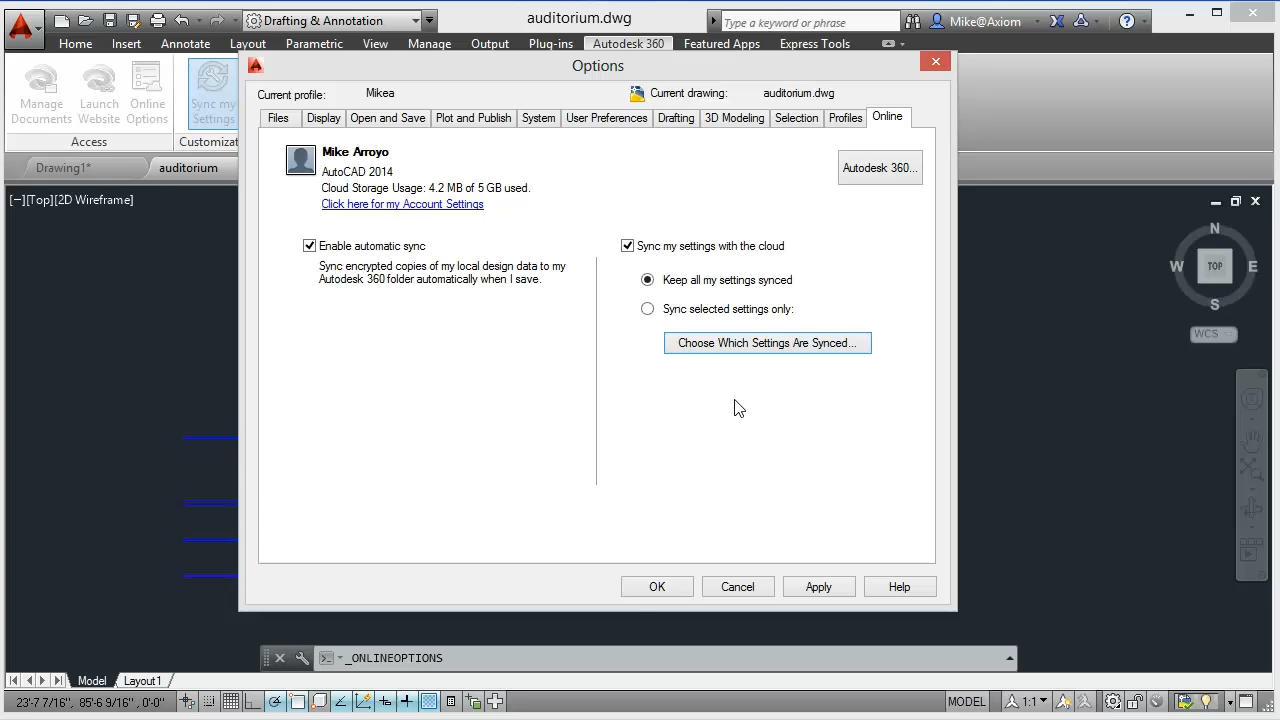 Drafting & Annotation
auditorium.dwg
Type a keyword or phrase
Mike@Axiom
Home Insert Annotate Layout Parametric View Manage Output Plug-ins Autodesk 360 Featured Apps Express Tools
Manage Documents
Launch Website
Online Options
Sync my Settings
Access
Customizat
Drawing1*
auditorium
Options
Current profile: Mikea
Current drawing: auditorium.dwg
Files Display Open and Save Plot and Publish System User Preferences Drafting 3D Modeling Selection Profiles Online
Mike Arroyo
AutoCAD 2014
Cloud Storage Usage: 4.2 MB of 5 GB used.
Click here for my Account Settings
Autodesk 360...
Enable automatic sync
Sync encrypted copies of my local design data to my
Autodesk 360 folder automatically when I save.
Sync my settings with the cloud
Keep all my settings synced
Sync selected settings only:
Choose Which Settings Are Synced...
OK Cancel Apply Help
[−][Top][2D Wireframe]
N
W TOP E
S
WCS
_ONLINEOPTIONS
Model Layout1
23'-7 7/16", 85'-6 9/16", 0'-0"
MODEL
1:1